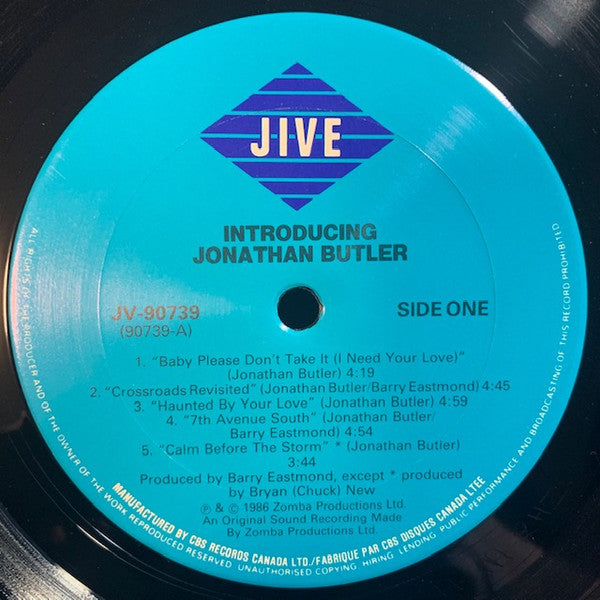 JIVE
INTRODUCING
JONATHAN BUTLER
JV-90739
(90739-A)
SIDE ONE
1. "Baby Please Don't Take It (I Need Your Love)"
(Jonathan Butler) 4:19
2. "Crossroads Revisited" (Jonathan Butler/Barry Eastmond) 4:45
3. "Haunted By Your Love" (Jonathan Butler) 4:59
4. "7th Avenue South" (Jonathan Butler/
Barry Eastmond) 4:54
5. "Calm Before The Storm" * (Jonathan Butler)
3:44
Produced by Barry Eastmond, except * produced
by Bryan (Chuck) New
℗ & © 1986 Zomba Productions Ltd.
An Original Sound Recording Made
By Zomba Productions Ltd.
MANUFACTURED BY CBS RECORDS CANADA LTD./FABRIQUE PAR CBS DISQUES CANADA LTEE
ALL RIGHTS OF THE PRODUCER AND OF THE OWNER OF THE WORK REPRODUCED RESERVED. UNAUTHORISED COPYING, HIRING, LENDING, PUBLIC PERFORMANCE AND BROADCASTING OF THIS RECORD PROHIBITED